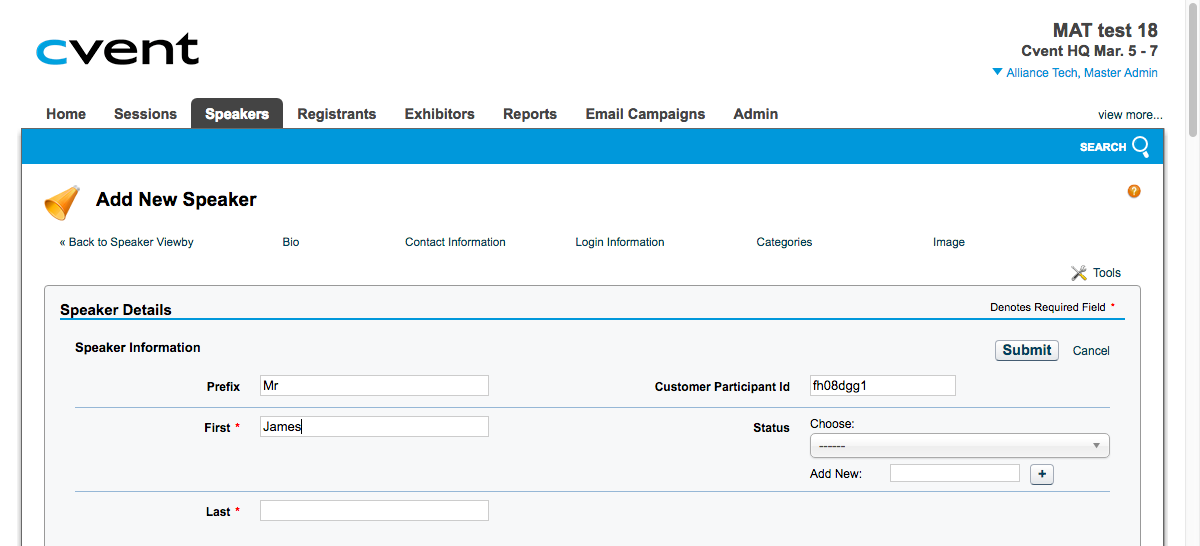 cvent
MAT test 18
Cvent HQ Mar. 5 - 7
Alliance Tech, Master Admin
Home Sessions Speakers Registrants Exhibitors Reports Email Campaigns Admin view more...
SEARCH
Add New Speaker
?
« Back to Speaker Viewby Bio Contact Information Login Information Categories Image
Tools
Speaker Details Denotes Required Field *
Speaker Information Submit Cancel
Prefix Mr Customer Participant Id fh08dgg1
First * James Status Choose:
------
Add New: +
Last *